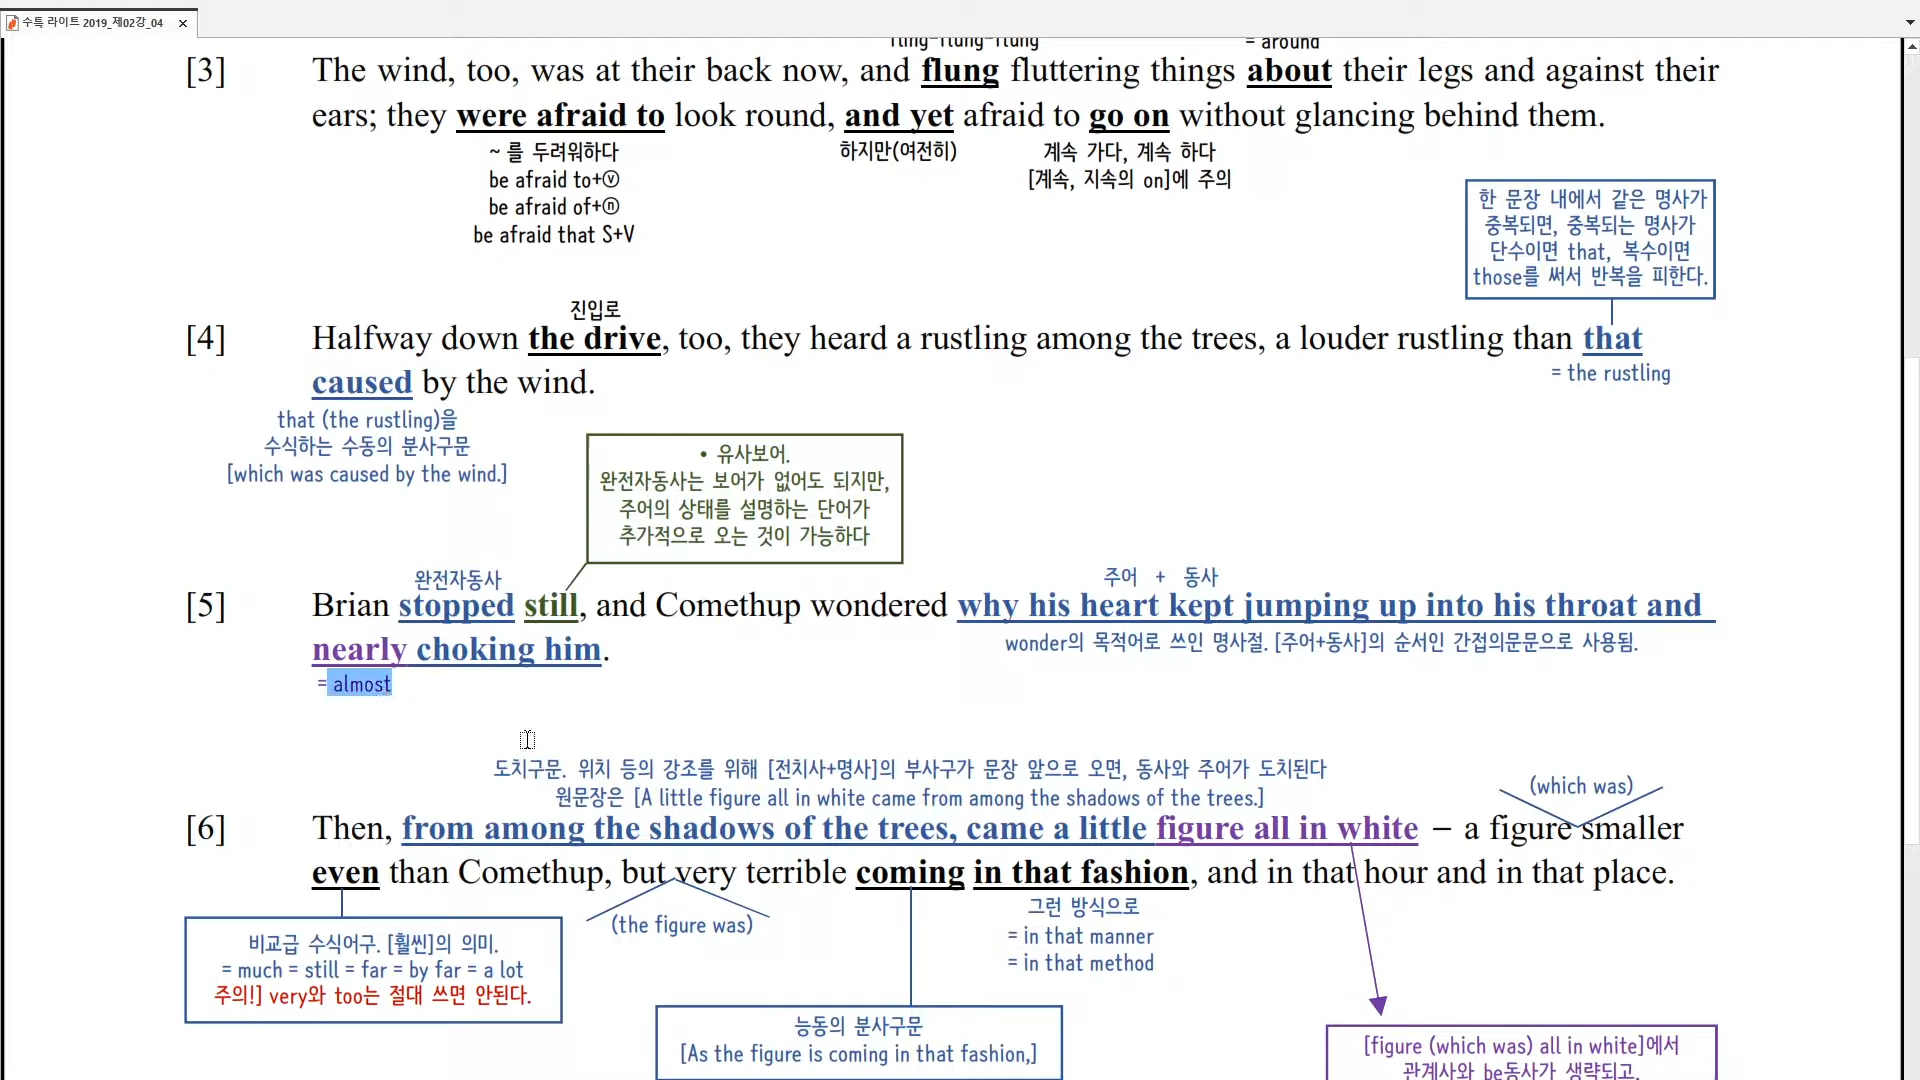 수특 라이트 2019_제02강_04
fling-flung-flung
= around
[3] The wind, too, was at their back now, and flung fluttering things about their legs and against their
ears; they were afraid to look round, and yet afraid to go on without glancing behind them.
~ 를 두려워하다
be afraid to+ⓥ
be afraid of+ⓝ
be afraid that S+V
하지만(여전히)
계속 가다, 계속 하다
[계속, 지속의 on]에 주의
한 문장 내에서 같은 명사가
중복되면, 중복되는 명사가
단수이면 that, 복수이면
those를 써서 반복을 피한다.
진입로
[4] Halfway down the drive, too, they heard a rustling among the trees, a louder rustling than that
= the rustling
caused by the wind.
that (the rustling)을
수식하는 수동의 분사구문
[which was caused by the wind.]
• 유사보어.
완전자동사는 보어가 없어도 되지만,
주어의 상태를 설명하는 단어가
추가적으로 오는 것이 가능하다
완전자동사
주어 + 동사
[5] Brian stopped still, and Comethup wondered why his heart kept jumping up into his throat and
wonder의 목적어로 쓰인 명사절. [주어+동사]의 순서인 간접의문문으로 사용됨.
nearly choking him.
= almost
도치구문. 위치 등의 강조를 위해 [전치사+명사]의 부사구가 문장 앞으로 오면, 동사와 주어가 도치된다
원문장은 [A little figure all in white came from among the shadows of the trees.]
(which was)
[6] Then, from among the shadows of the trees, came a little figure all in white – a figure smaller
even than Comethup, but very terrible coming in that fashion, and in that hour and in that place.
비교급 수식어구. [훨씬]의 의미.
= much = still = far = by far = a lot
주의!] very와 too는 절대 쓰면 안된다.
(the figure was)
그런 방식으로
= in that manner
= in that method
능동의 분사구문
[As the figure is coming in that fashion,]
[figure (which was) all in white]에서
관계사와 be동사가 생략되고,